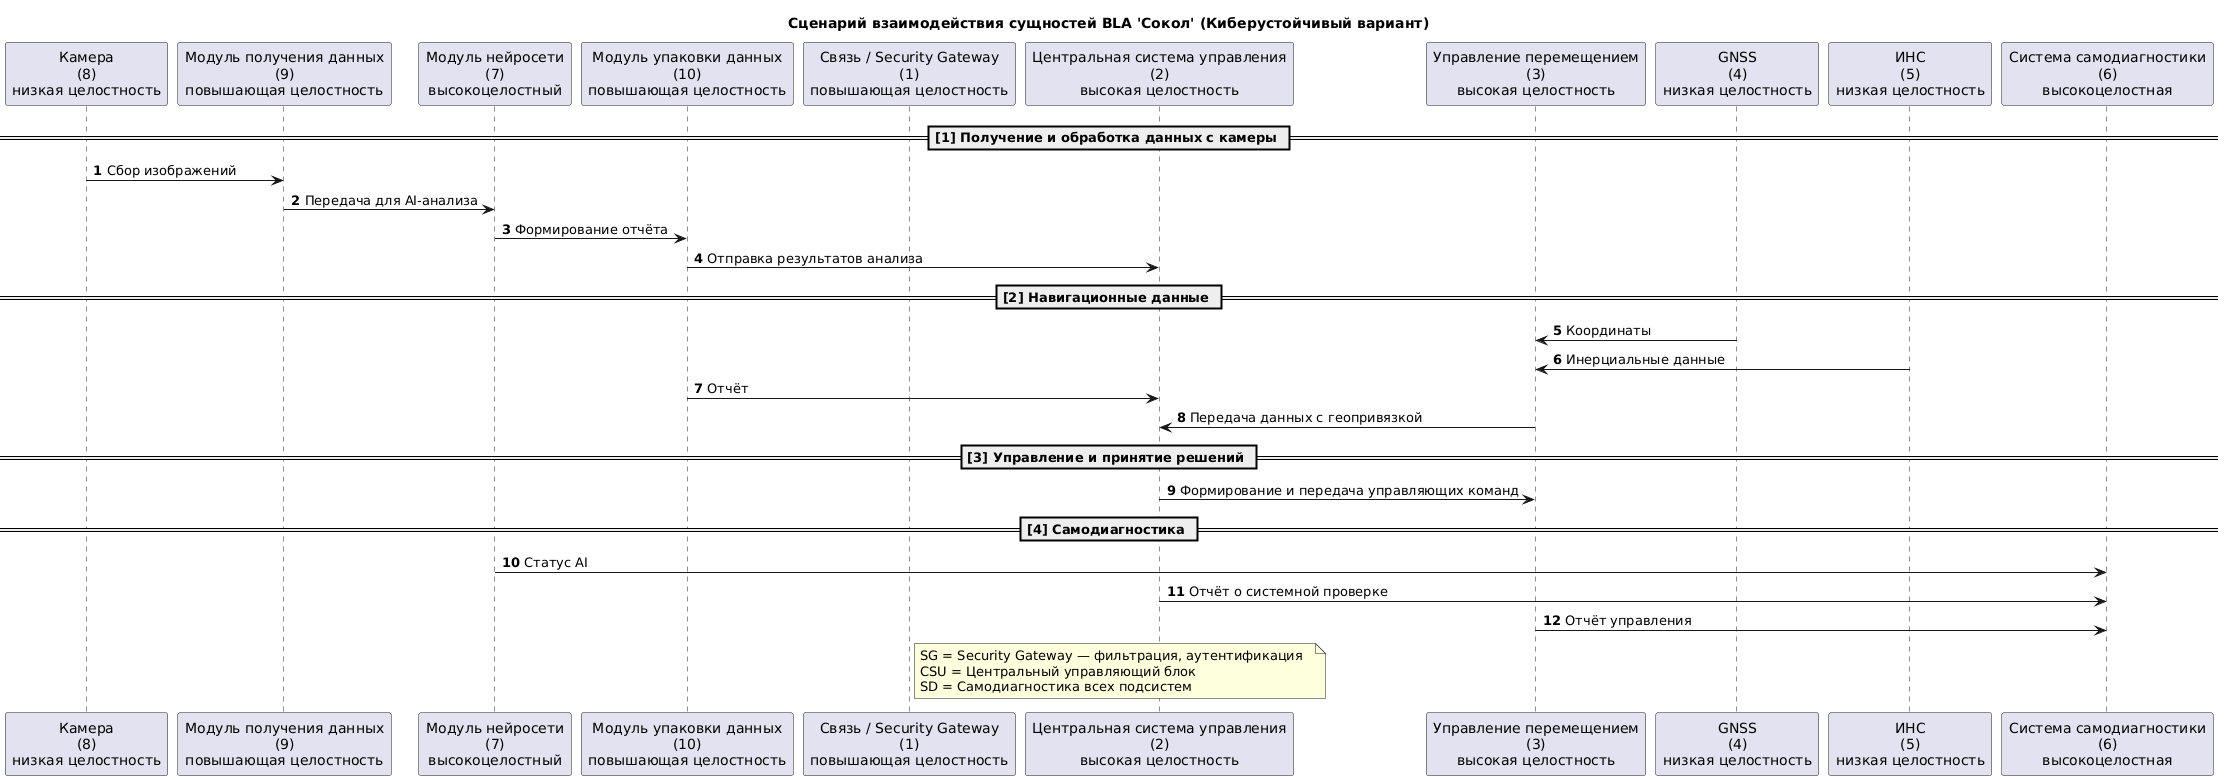 Сценарий взаимодействия сущностей BLA 'Сокол' (Киберустойчивый вариант)
Камера
(8)
низкая целостность
Модуль получения данных
(9)
повышающая целостность
Модуль нейросети
(7)
высокоцелостный
Модуль упаковки данных
(10)
повышающая целостность
Связь / Security Gateway
(1)
повышающая целостность
Центральная система управления
(2)
высокая целостность
Управление перемещением
(3)
высокая целостность
GNSS
(4)
низкая целостность
ИНС
(5)
низкая целостность
Система самодиагностики
(6)
высокоцелостная
[1] Получение и обработка данных с камеры
1 Сбор изображений
2 Передача для AI-анализа
3 Формирование отчёта
4 Отправка результатов анализа
[2] Навигационные данные
5 Координаты
6 Инерциальные данные
7 Отчёт
8 Передача данных с геопривязкой
[3] Управление и принятие решений
9 Формирование и передача управляющих команд
[4] Самодиагностика
10 Статус AI
11 Отчёт о системной проверке
12 Отчёт управления
SG = Security Gateway — фильтрация, аутентификация
CSU = Центральный управляющий блок
SD = Самодиагностика всех подсистем
Камера
(8)
низкая целостность
Модуль получения данных
(9)
повышающая целостность
Модуль нейросети
(7)
высокоцелостный
Модуль упаковки данных
(10)
повышающая целостность
Связь / Security Gateway
(1)
повышающая целостность
Центральная система управления
(2)
высокая целостность
Управление перемещением
(3)
высокая целостность
GNSS
(4)
низкая целостность
ИНС
(5)
низкая целостность
Система самодиагностики
(6)
высокоцелостная